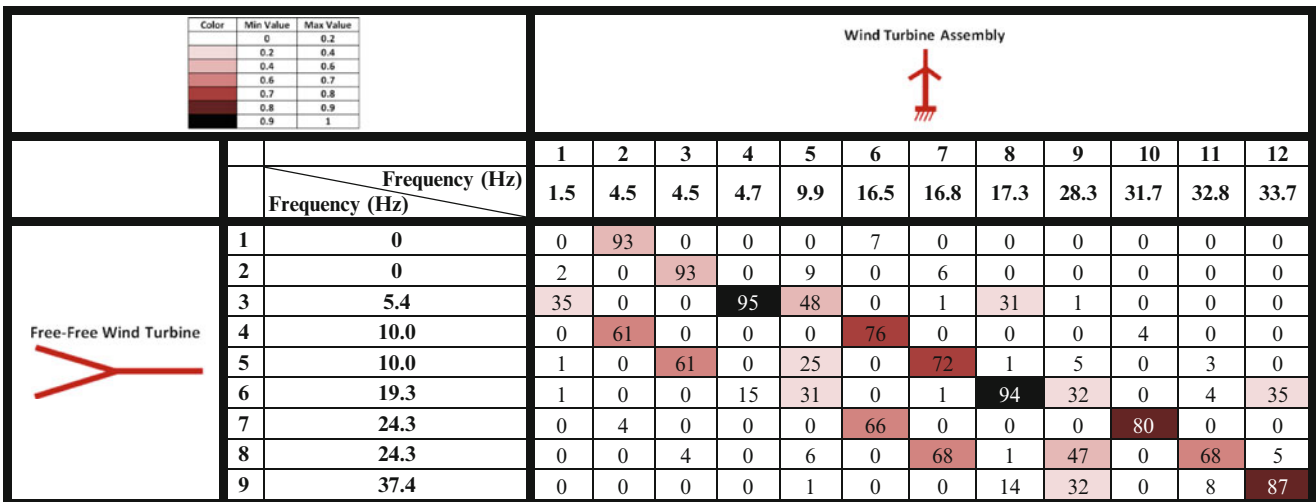 Color Min Value Max Value
0 0.2
0.2 0.4
0.4 0.6
0.6 0.7
0.7 0.8
0.8 0.9
0.9 1
Wind Turbine Assembly
1 2 3 4 5 6 7 8 9 10 11 12
Frequency (Hz)
Frequency (Hz)
1.5 4.5 4.5 4.7 9.9 16.5 16.8 17.3 28.3 31.7 32.8 33.7
Free-Free Wind Turbine
1 0 0 93 0 0 0 7 0 0 0 0 0 0
2 0 2 0 93 0 9 0 6 0 0 0 0 0
3 5.4 35 0 0 95 48 0 1 31 1 0 0 0
4 10.0 0 61 0 0 0 76 0 0 0 4 0 0
5 10.0 1 0 61 0 25 0 72 1 5 0 3 0
6 19.3 1 0 0 15 31 0 1 94 32 0 4 35
7 24.3 0 4 0 0 0 66 0 0 0 80 0 0
8 24.3 0 0 4 0 6 0 68 1 47 0 68 5
9 37.4 0 0 0 0 1 0 0 14 32 0 8 87